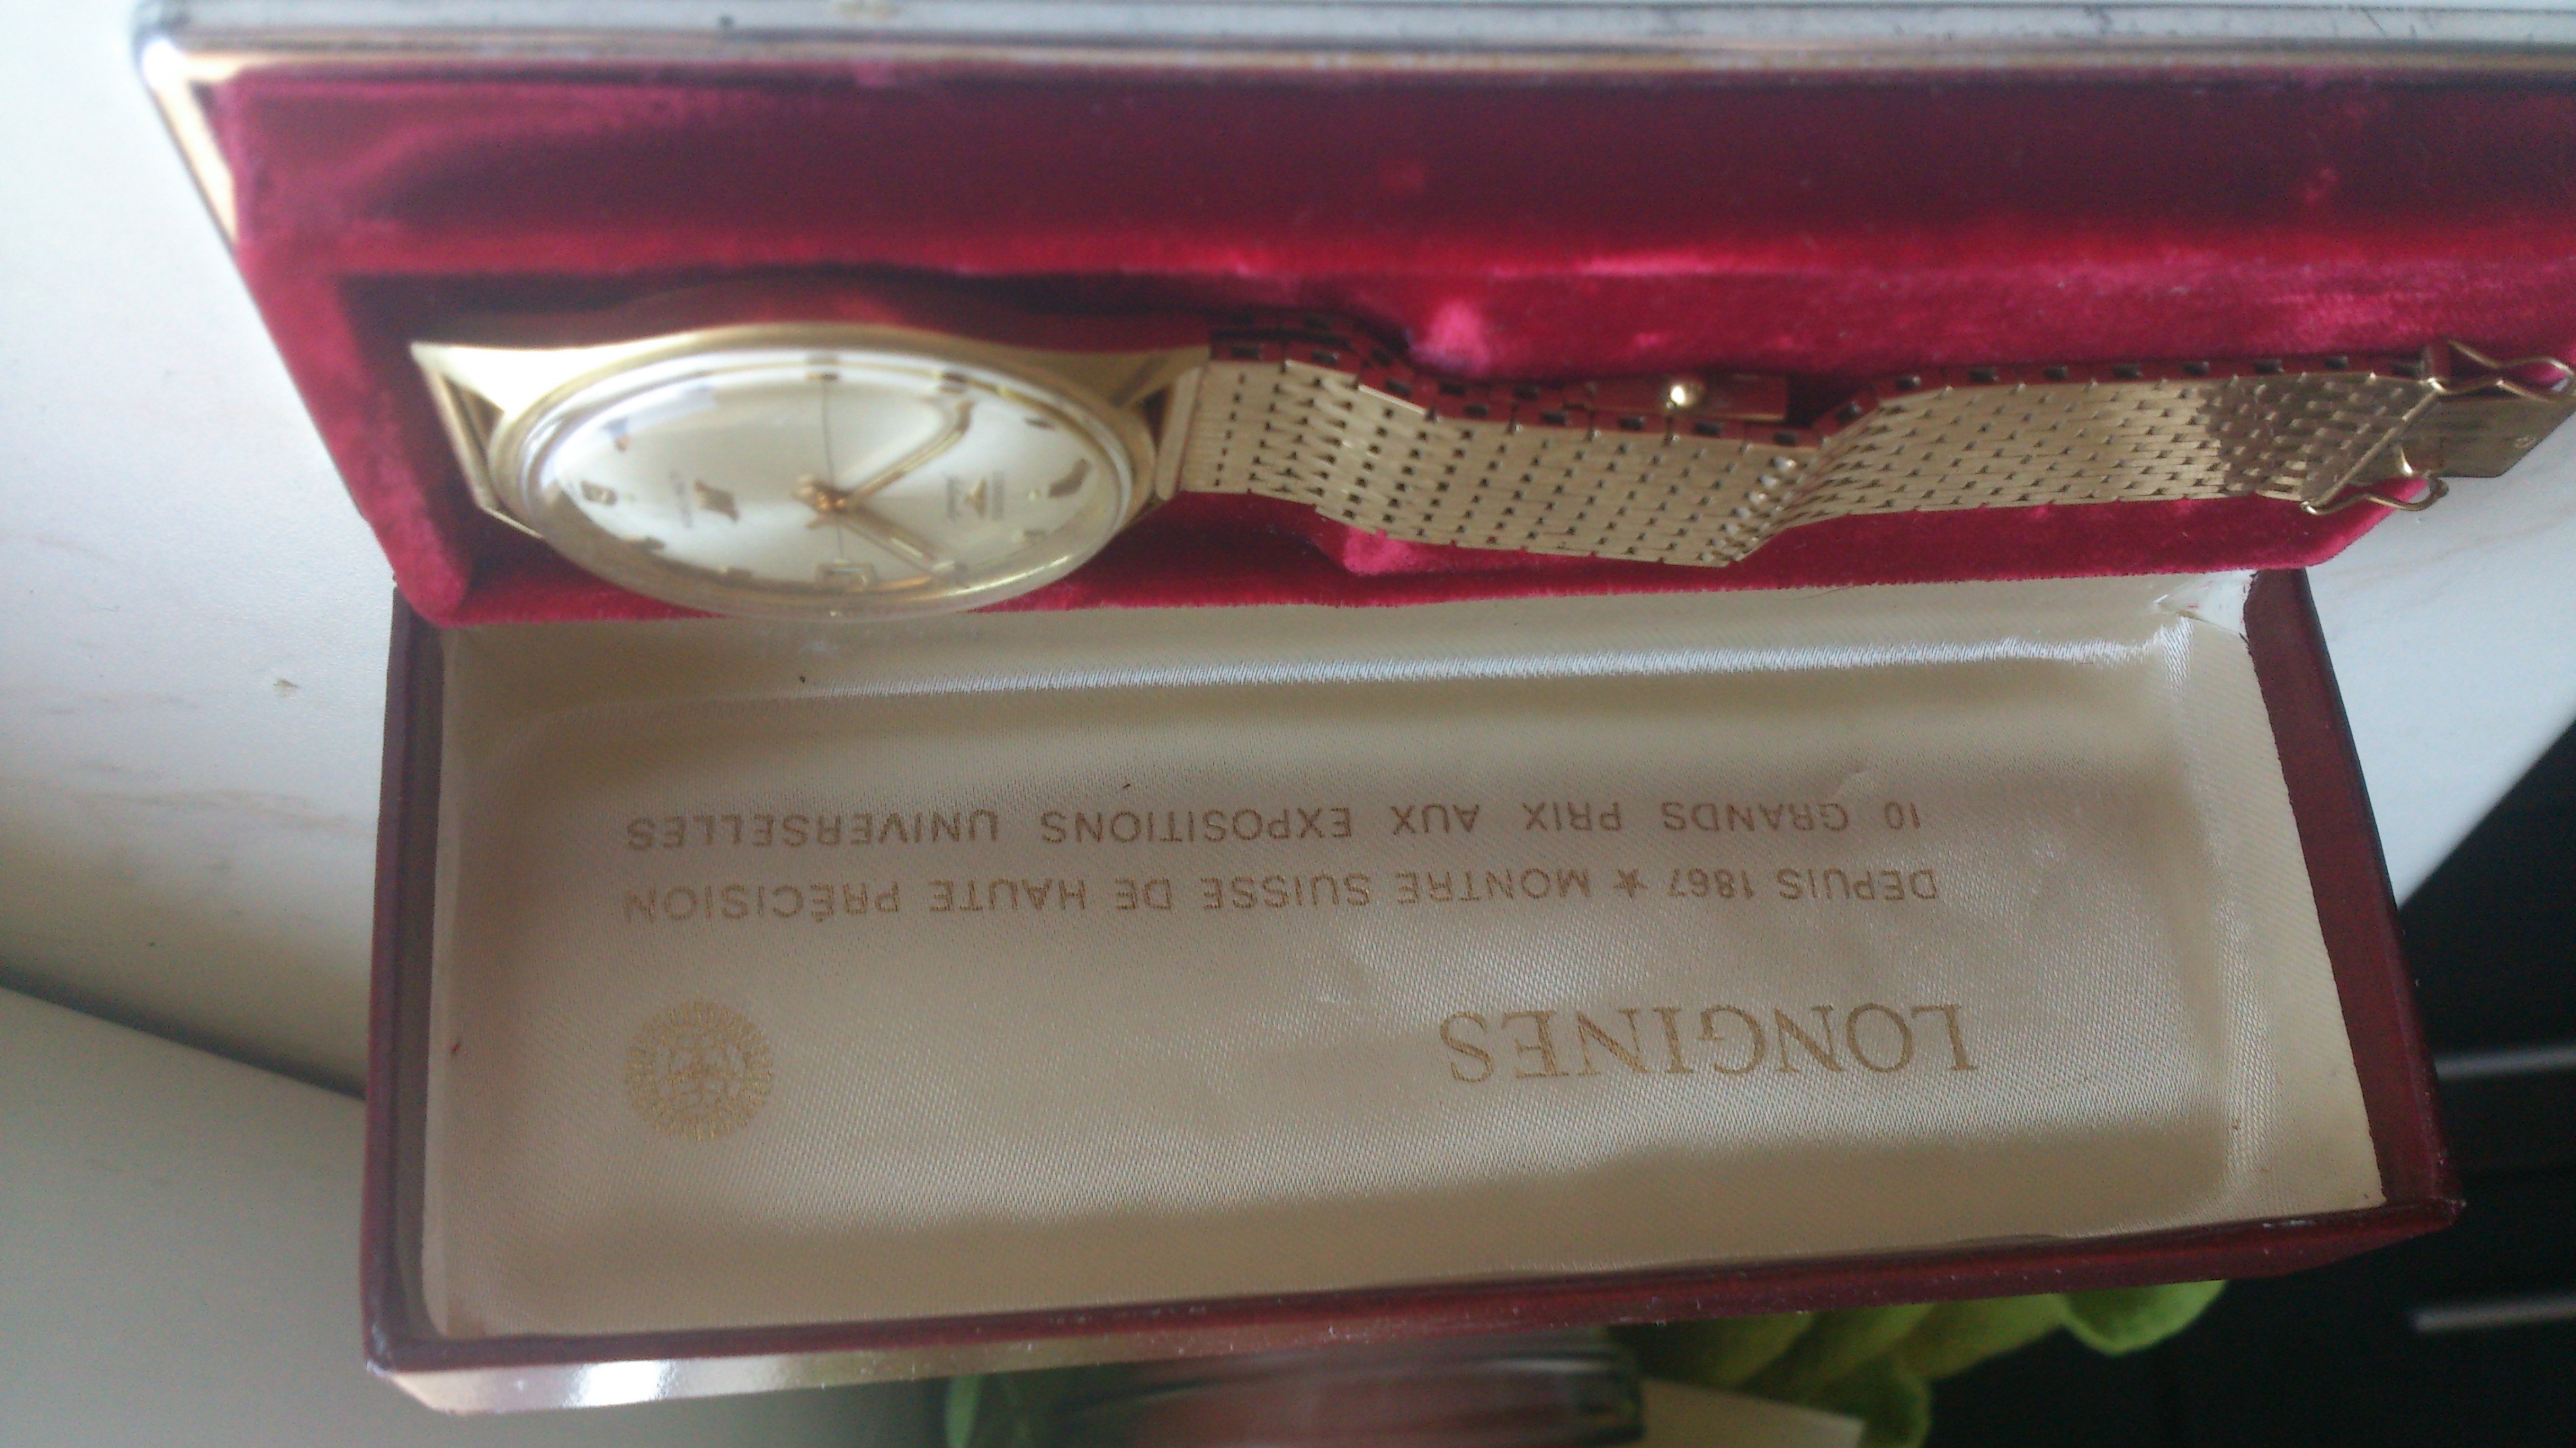 LONGINES
DEPUIS 1867 ★ MONTRE SUISSE DE HAUTE PRÉCISION
10 GRANDS PRIX AUX EXPOSITIONS UNIVERSELLES